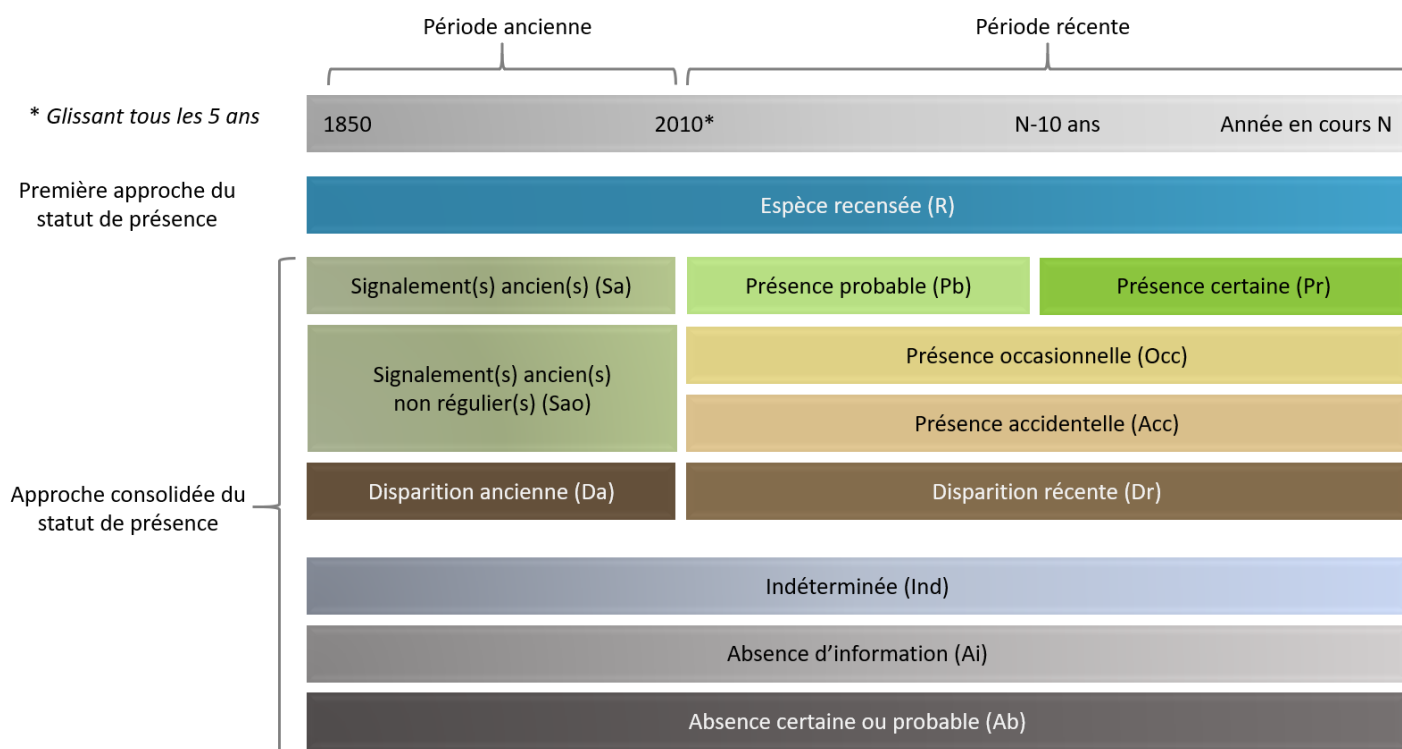 Période ancienne
Période récente
* Glissant tous les 5 ans
1850
2010*
N-10 ans
Année en cours N
Première approche du
statut de présence
Espèce recensée (R)
Signalement(s) ancien(s) (Sa)
Présence probable (Pb)
Présence certaine (Pr)
Signalement(s) ancien(s)
non régulier(s) (Sao)
Présence occasionnelle (Occ)
Présence accidentelle (Acc)
Approche consolidée du
statut de présence
Disparition ancienne (Da)
Disparition récente (Dr)
Indéterminée (Ind)
Absence d’information (Ai)
Absence certaine ou probable (Ab)